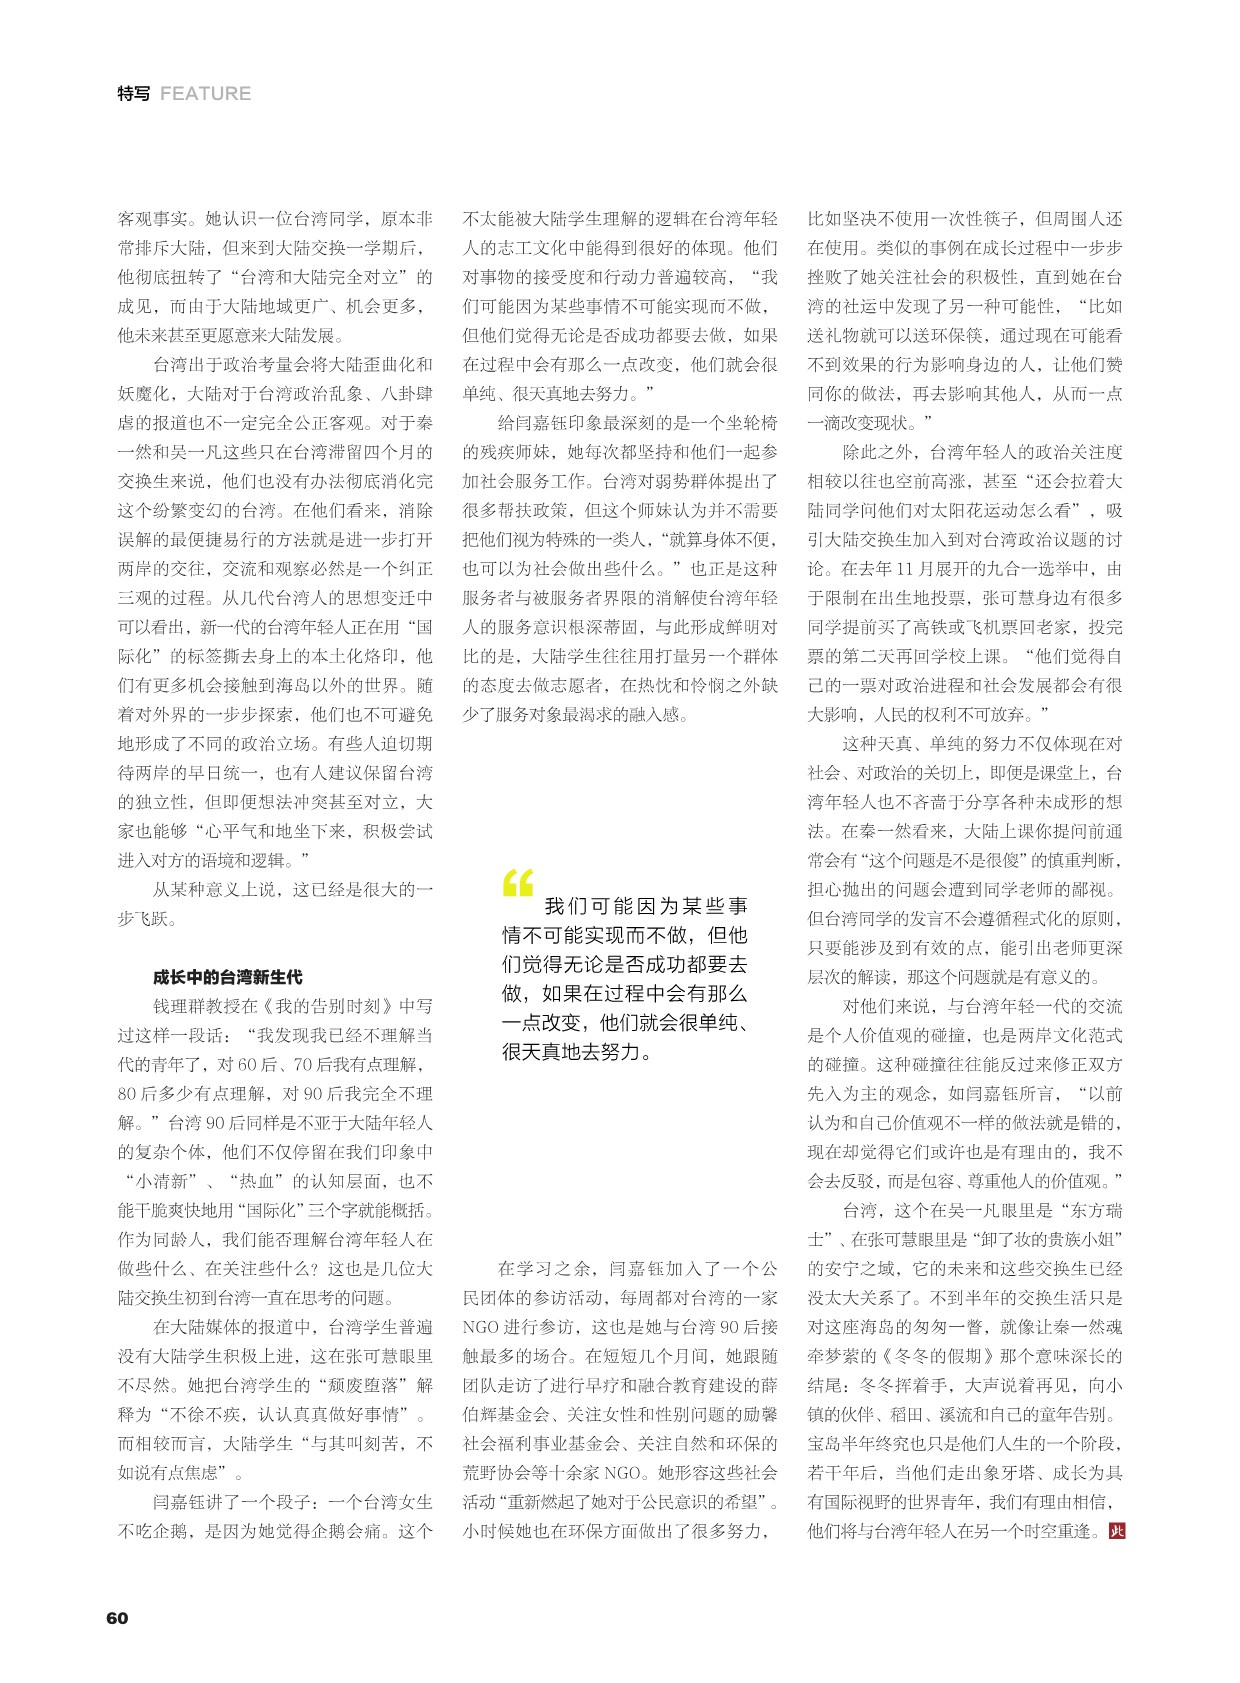 特写 FEATURE
客观事实。她认识一位台湾同学，原本非
常排斥大陆，但来到大陆交换一学期后，
他彻底扭转了“台湾和大陆完全对立”的
成见，而由于大陆地域更广、机会更多，
他未来甚至更愿意来大陆发展。
台湾出于政治考量会将大陆歪曲化和
妖魔化，大陆对于台湾政治乱象、八卦肆
虐的报道也不一定完全公正客观。对于秦
一然和吴一凡这些只在台湾滞留四个月的
交换生来说，他们也没有办法彻底消化完
这个纷繁变幻的台湾。在他们看来，消除
误解的最便捷易行的方法就是进一步打开
两岸的交往，交流和观察必然是一个纠正
三观的过程。从几代台湾人的思想变迁中
可以看出，新一代的台湾年轻人正在用“国
际化”的标签撕去身上的本土化烙印，他
们有更多机会接触到海岛以外的世界。随
着对外界的一步步探索，他们也不可避免
地形成了不同的政治立场。有些人迫切期
待两岸的早日统一，也有人建议保留台湾
的独立性，但即便想法冲突甚至对立，大
家也能够“心平气和地坐下来，积极尝试
进入对方的语境和逻辑。”
从某种意义上说，这已经是很大的一
步飞跃。
成长中的台湾新生代
钱理群教授在《我的告别时刻》中写
过这样一段话：“我发现我已经不理解当
代的青年了，对 60 后、70 后我有点理解，
80 后多少有点理解，对 90 后我完全不理
解。”台湾 90 后同样是不亚于大陆年轻人
的复杂个体，他们不仅停留在我们印象中
“小清新”、“热血”的认知层面，也不
能干脆爽快地用“国际化”三个字就能概括。
作为同龄人，我们能否理解台湾年轻人在
做些什么、在关注些什么？这也是几位大
陆交换生初到台湾一直在思考的问题。
在大陆媒体的报道中，台湾学生普遍
没有大陆学生积极上进，这在张可慧眼里
不尽然。她把台湾学生的“颓废堕落”解
释为“不徐不疾，认认真真做好事情”。
而相较而言，大陆学生“与其叫刻苦，不
如说有点焦虑”。
闫嘉钰讲了一个段子：一个台湾女生
不吃企鹅，是因为她觉得企鹅会痛。这个
不太能被大陆学生理解的逻辑在台湾年轻
人的志工文化中能得到很好的体现。他们
对事物的接受度和行动力普遍较高，“我
们可能因为某些事情不可能实现而不做，
但他们觉得无论是否成功都要去做，如果
在过程中会有那么一点改变，他们就会很
单纯、很天真地去努力。”
给闫嘉钰印象最深刻的是一个坐轮椅
的残疾师妹，她每次都坚持和他们一起参
加社会服务工作。台湾对弱势群体提出了
很多帮扶政策，但这个师妹认为并不需要
把他们视为特殊的一类人，“就算身体不便，
也可以为社会做出些什么。”也正是这种
服务者与被服务者界限的消解使台湾年轻
人的服务意识根深蒂固，与此形成鲜明对
比的是，大陆学生往往用打量另一个群体
的态度去做志愿者，在热忱和怜悯之外缺
少了服务对象最渴求的融入感。
“我们可能因为某些事
情不可能实现而不做，但他
们觉得无论是否成功都要去
做，如果在过程中会有那么
一点改变，他们就会很单纯、
很天真地去努力。
在学习之余，闫嘉钰加入了一个公
民团体的参访活动，每周都对台湾的一家
NGO 进行参访，这也是她与台湾 90 后接
触最多的场合。在短短几个月间，她跟随
团队走访了进行早疗和融合教育建设的薛
伯辉基金会、关注女性和性别问题的励馨
社会福利事业基金会、关注自然和环保的
荒野协会等十余家 NGO。她形容这些社会
活动“重新燃起了她对于公民意识的希望”。
小时候她也在环保方面做出了很多努力，
比如坚决不使用一次性筷子，但周围人还
在使用。类似的事例在成长过程中一步步
挫败了她关注社会的积极性，直到她在台
湾的社运中发现了另一种可能性，“比如
送礼物就可以送环保筷，通过现在可能看
不到效果的行为影响身边的人，让他们赞
同你的做法，再去影响其他人，从而一点
一滴改变现状。”
除此之外，台湾年轻人的政治关注度
相较以往也空前高涨，甚至“还会拉着大
陆同学问他们对太阳花运动怎么看”，吸
引大陆交换生加入到对台湾政治议题的讨
论。在去年 11 月展开的九合一选举中，由
于限制在出生地投票，张可慧身边有很多
同学提前买了高铁或飞机票回老家，投完
票的第二天再回学校上课。“他们觉得自
己的一票对政治进程和社会发展都会有很
大影响，人民的权利不可放弃。”
这种天真、单纯的努力不仅体现在对
社会、对政治的关切上，即便是课堂上，台
湾年轻人也不吝啬于分享各种未成形的想
法。在秦一然看来，大陆上课你提问前通
常会有“这个问题是不是很傻”的慎重判断，
担心抛出的问题会遭到同学老师的鄙视。
但台湾同学的发言不会遵循程式化的原则，
只要能涉及到有效的点，能引出老师更深
层次的解读，那这个问题就是有意义的。
对他们来说，与台湾年轻一代的交流
是个人价值观的碰撞，也是两岸文化范式
的碰撞。这种碰撞往往能反过来修正双方
先入为主的观念，如闫嘉钰所言，“以前
认为和自己价值观不一样的做法就是错的，
现在却觉得它们或许也是有理由的，我不
会去反驳，而是包容、尊重他人的价值观。”
台湾，这个在吴一凡眼里是“东方瑞
士”、在张可慧眼里是“卸了妆的贵族小姐”
的安宁之域，它的未来和这些交换生已经
没太大关系了。不到半年的交换生活只是
对这座海岛的匆匆一瞥，就像让秦一然魂
牵梦萦的《冬冬的假期》那个意味深长的
结尾：冬冬挥着手，大声说着再见，向小
镇的伙伴、稻田、溪流和自己的童年告别。
宝岛半年终究也只是他们人生的一个阶段，
若干年后，当他们走出象牙塔、成长为具
有国际视野的世界青年，我们有理由相信，
他们将与台湾年轻人在另一个时空重逢。此
60